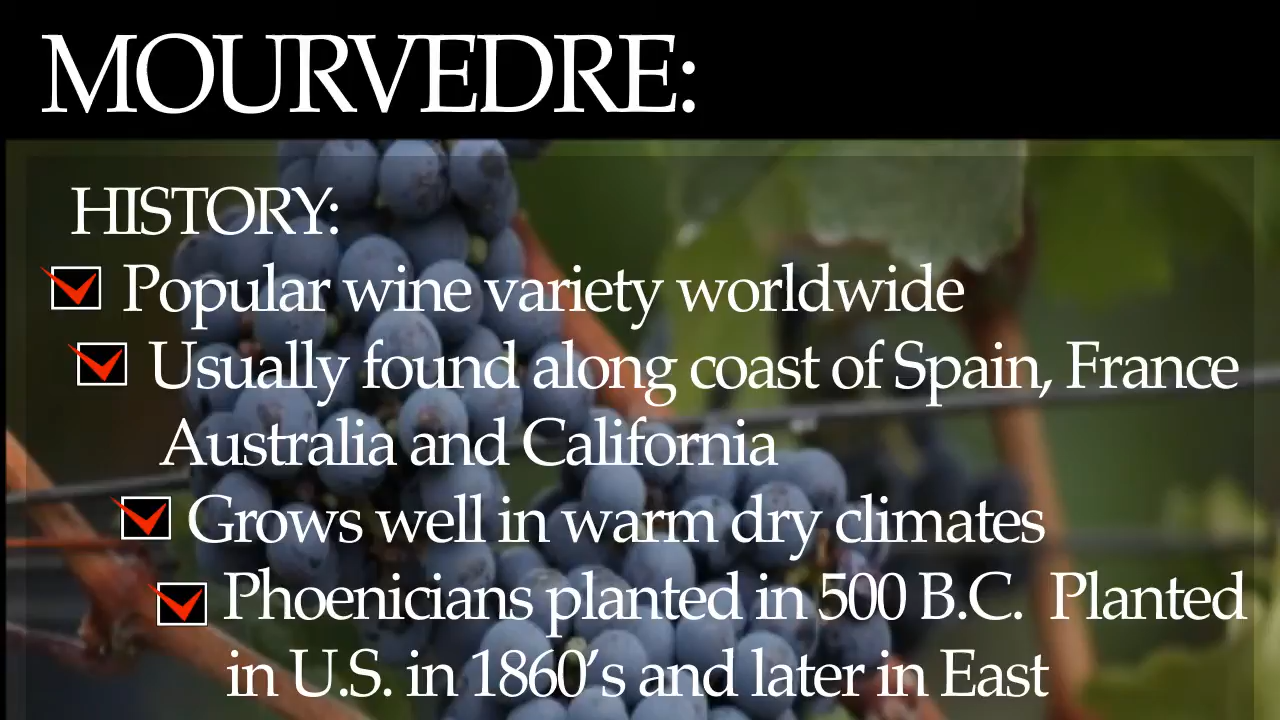 MOURVEDRE:
HISTORY:
Popular wine variety worldwide
Usually found along coast of Spain, France
Australia and California
Grows well in warm dry climates
Phoenicians planted in 500 B.C. Planted
in U.S. in 1860’s and later in East